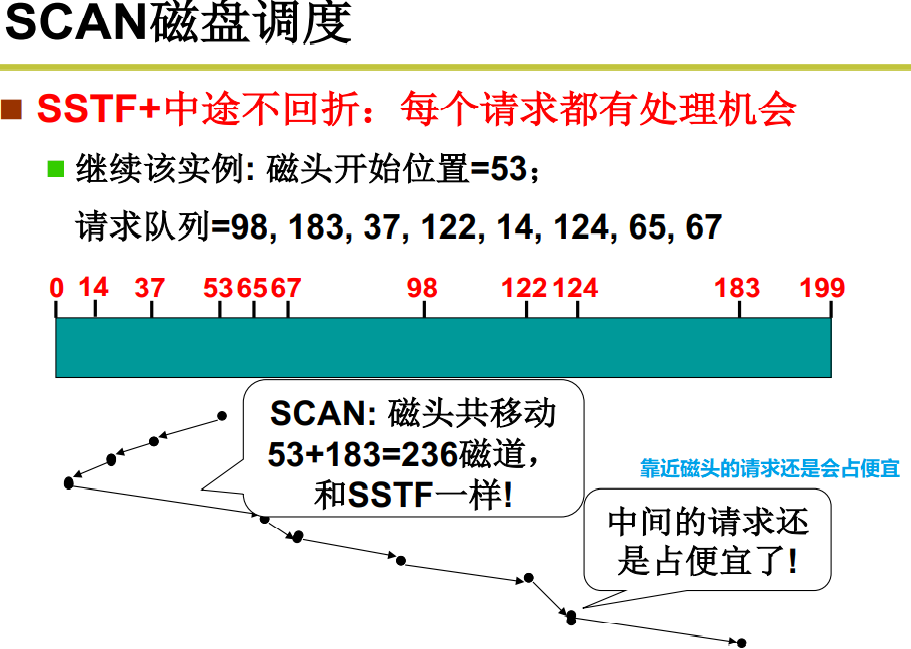 SCAN磁盘调度
SSTF+中途不回折：每个请求都有处理机会
继续该实例: 磁头开始位置=53；
请求队列=98, 183, 37, 122, 14, 124, 65, 67
0 14 37 53 65 67 98 122 124 183 199
SCAN: 磁头共移动
53+183=236磁道，
和SSTF一样!
靠近磁头的请求还是会占便宜
中间的请求还
是占便宜了!